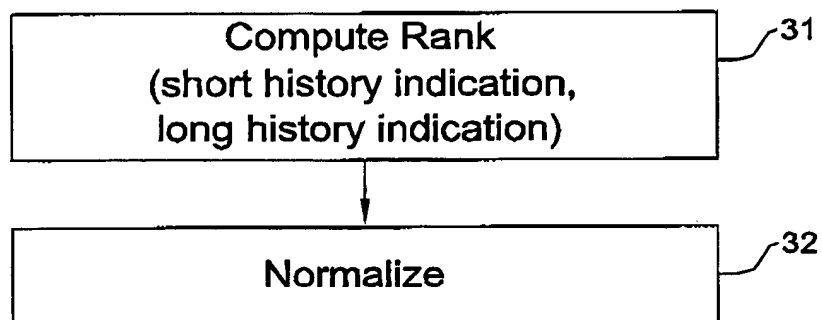 Compute Rank
(short history indication,
long history indication)
31
Normalize
32